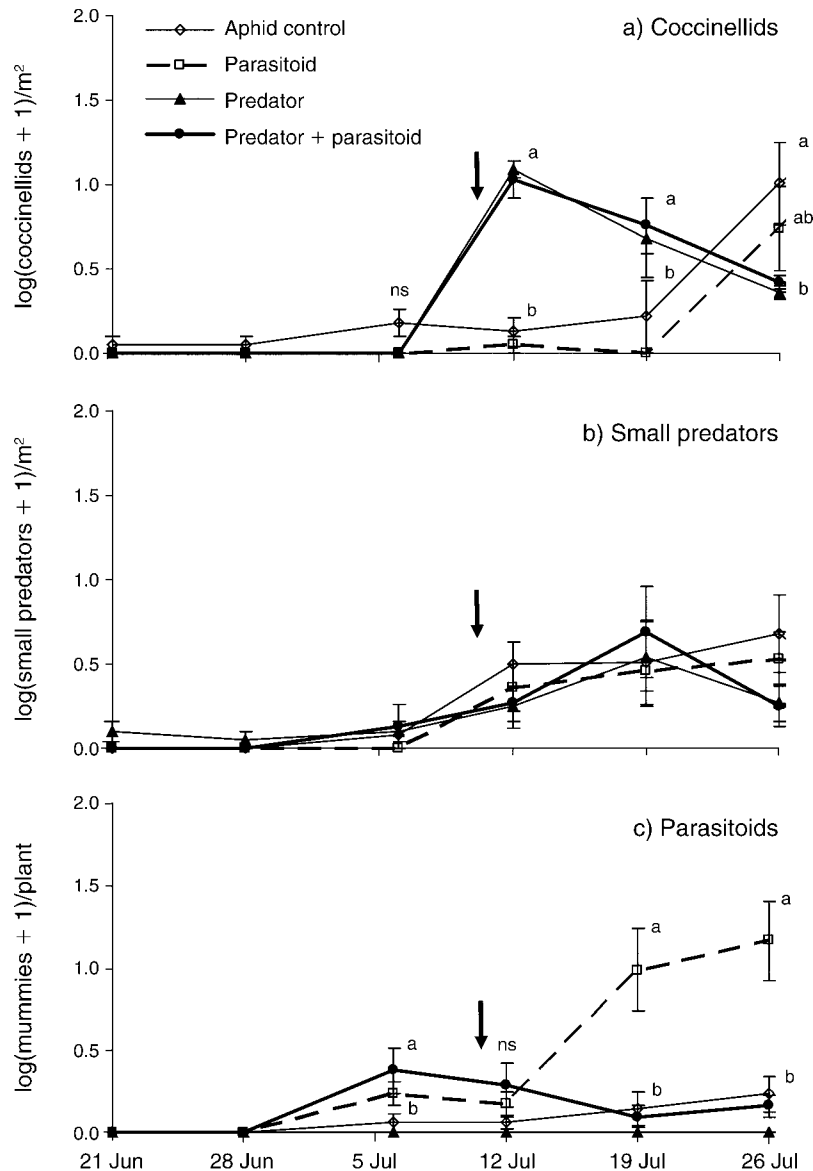 2.0
1.5
1.0
0.5
0.0
log(coccinellids + 1)/m²
Aphid control
Parasitoid
Predator
Predator + parasitoid
a) Coccinellids
ns
a
b
a
b
a
ab
b
2.0
1.5
1.0
0.5
0.0
log(small predators + 1)/m²
b) Small predators
2.0
1.5
1.0
0.5
0.0
log(mummies + 1)/plant
c) Parasitoids
a
b
ns
a
b
a
b
21 Jun 28 Jun 5 Jul 12 Jul 19 Jul 26 Jul